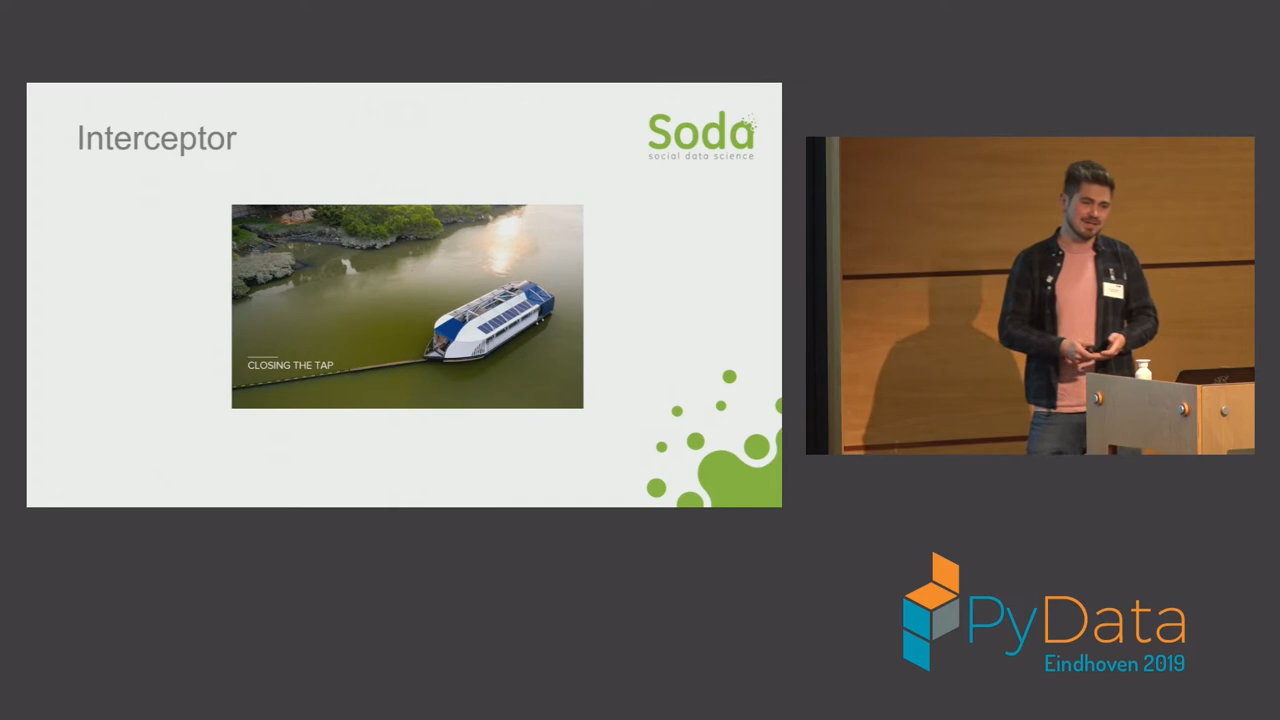 Interceptor
Soda
social data science
CLOSING THE TAP
PyData
Eindhoven 2019